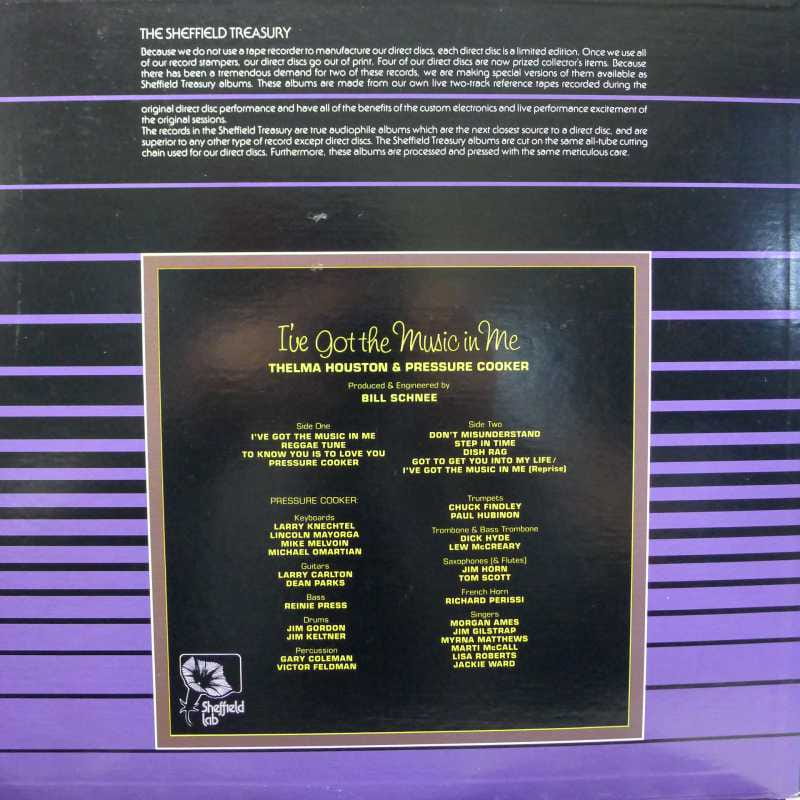 THE SHEFFIELD TREASURY
Because we do not use a tape recorder to manufacture our direct discs, each direct disc is a limited edition. Once we use all
of our record stampers, our direct discs go out of print. Four of our direct discs are now prized collector's items. Because
there has been a tremendous demand for two of these records, we are making special versions of them available as
Sheffield Treasury albums. These albums are made from our own live two-track reference tapes recorded during the
original direct disc performance and have all of the benefits of the custom electronics and live performance excitement of
the original sessions.
The records in the Sheffield Treasury are true audiophile albums which are the next closest source to a direct disc, and are
superior to any other type of record except direct discs. The Sheffield Treasury albums are cut on the same all-tube cutting
chain used for our direct discs. Furthermore, these albums are processed and pressed with the same meticulous care.
I've Got the Music in Me
THELMA HOUSTON & PRESSURE COOKER
Produced & Engineered by
BILL SCHNEE
Side One
I'VE GOT THE MUSIC IN ME
REGGAE TUNE
TO KNOW YOU IS TO LOVE YOU
PRESSURE COOKER
Side Two
DON'T MISUNDERSTAND
STEP IN TIME
DISH RAG
GOT TO GET YOU INTO MY LIFE/
I'VE GOT THE MUSIC IN ME (Reprise)
PRESSURE COOKER:
Keyboards
LARRY KNECHTEL
LINCOLN MAYORGA
MIKE MELVOIN
MICHAEL OMARTIAN
Guitars
LARRY CARLTON
DEAN PARKS
Bass
REINIE PRESS
Drums
JIM GORDON
JIM KELTNER
Percussion
GARY COLEMAN
VICTOR FELDMAN
Trumpets
CHUCK FINDLEY
PAUL HUBINON
Trombone & Bass Trombone
DICK HYDE
LEW McCREARY
Saxophones (& Flutes)
JIM HORN
TOM SCOTT
French Horn
RICHARD PERISSI
Singers
MORGAN AMES
JIM GILSTRAP
MYRNA MATTHEWS
MARTI McCALL
LISA ROBERTS
JACKIE WARD
Sheffield
lab